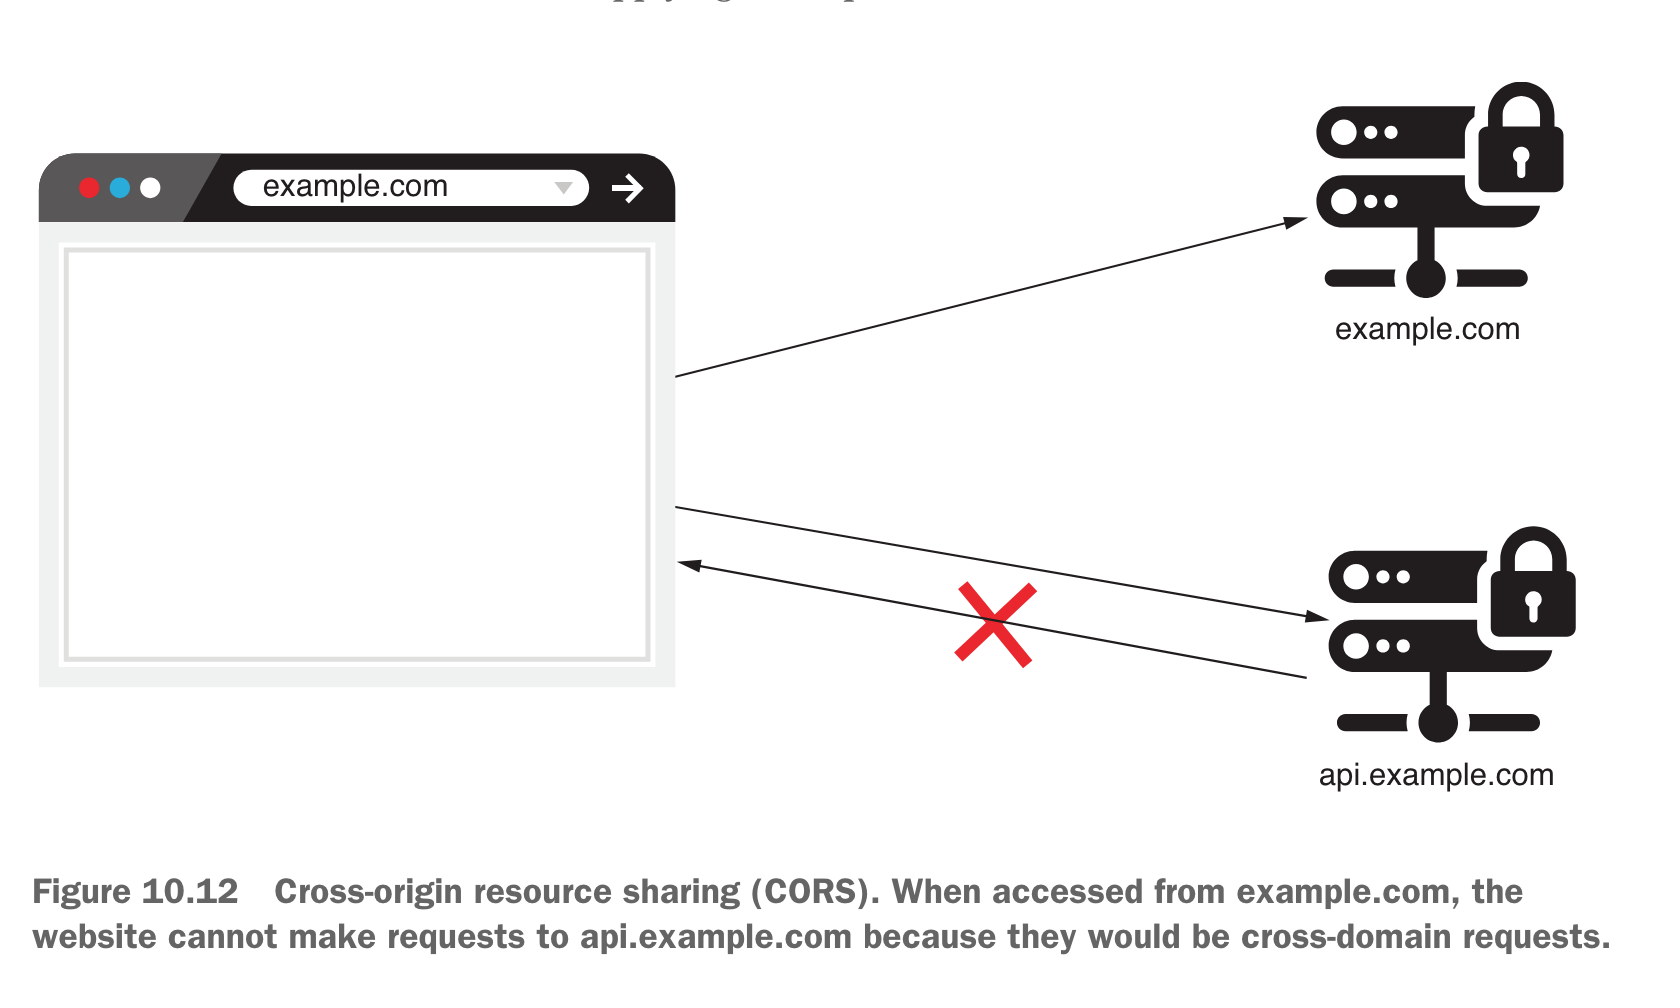 example.com
example.com
api.example.com
Figure 10.12 Cross-origin resource sharing (CORS). When accessed from example.com, the
website cannot make requests to api.example.com because they would be cross-domain requests.